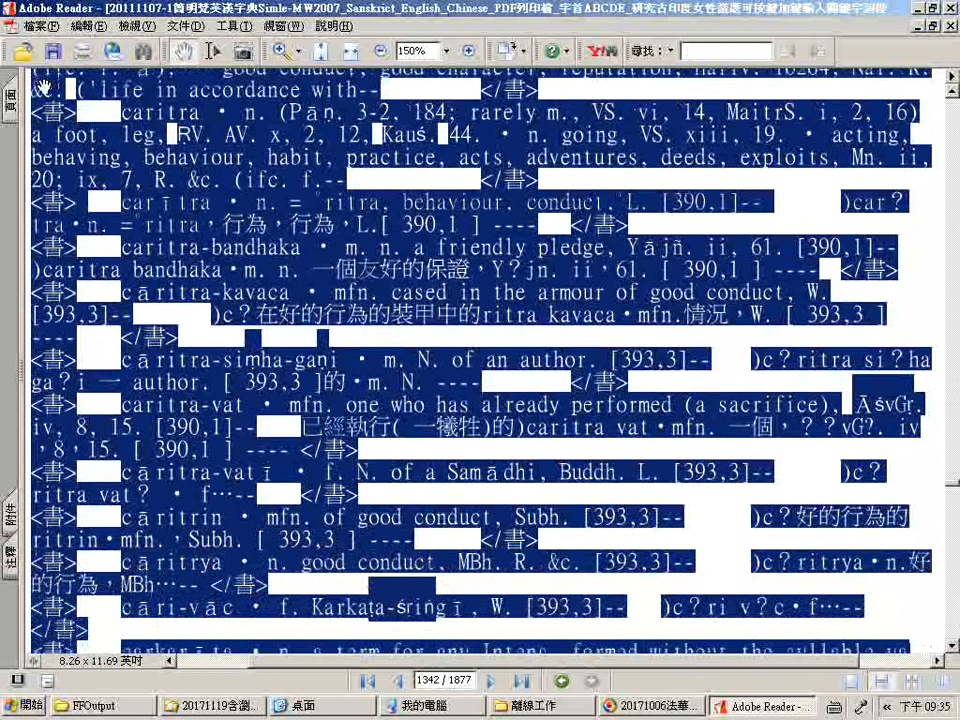 Adobe Reader - [20111107-1簡明梵英漢字典Simle-MW2007_Sanskrict_English_Chinese_PDF列印檔_字首ABCDE_研究古印度女性議題可按
檔案(F) 編輯(E) 檢視(V) 文件(D) 工具(T) 視窗(W) 說明(H)
150% 尋找：
&c. ('life in accordance with-- </書>
<書> caritra • n. (Pāṇ. 3-2, 184; rarely m., VS. vi, 14, MaitrS. i, 2, 16)
a foot, leg, ṚV. AV. x, 2, 12, Kauś. 44. • n. going, VS. xiii, 19. • acting,
behaving, behaviour, habit, practice, acts, adventures, deeds, exploits, Mn. ii,
20; ix, 7, R. &c. (ifc. f.-- </書>
<書> carītra • n. = ritra, behaviour, conduct, L. [390,1]-- )car？
tra•n. = ritra，行為，行為，L.[ 390,1 ] ---- </書>
<書> caritra-bandhaka • m. n. a friendly pledge, Yājñ. ii, 61. [390,1]--
)caritra bandhaka•m. n. 一個友好的保證，Y？jn. ii，61. [ 390,1 ] ---- </書>
<書> cāritra-kavaca • mfn. cased in the armour of good conduct, W.
[393,3]-- )c？在好的行為的裝甲中的ritra kavaca•mfn.情況，W. [ 393,3 ]
---- </書>
<書> cāritra-siṃha-gaṇi • m. N. of an author. [393,3]-- )c？ritra si？ha
ga？i 一 author. [ 393,3 ]的•m. N. ---- </書>
<書> caritra-vat • mfn. one who has already performed (a sacrifice), ĀśvGṛ.
iv, 8, 15. [390,1]-- 已經執行( 一犧牲)的)caritra vat•mfn. 一個，？？vG?. iv
，8，15. [ 390,1 ] ---- </書>
<書> cāritra-vatī • f. N. of a Samādhi, Buddh. L. [393,3]-- )c？
ritra vat？ • f…-- </書>
<書> cāritrin • mfn. of good conduct, Subh. [393,3]-- )c？好的行為的
ritrin•mfn.，Subh. [ 393,3 ] ---- </書>
<書> cāritrya • n. good conduct, MBh. R. &c. [393,3]-- )c？ritrya•n.好
的行為，MBh…-- </書>
<書> cāri-vāc • f. Karkaṭa-śriṅgī, W. [393,3]-- )c？ri v？c•f…--
</書>
8.26 x 11.69 英吋
頁面
附件
註釋
1342 / 1877
開始 FFOutput 20171119含瀏... 桌面 我的電腦 離線工作 20171006法華... Adobe Reader - [... 下午 09:35